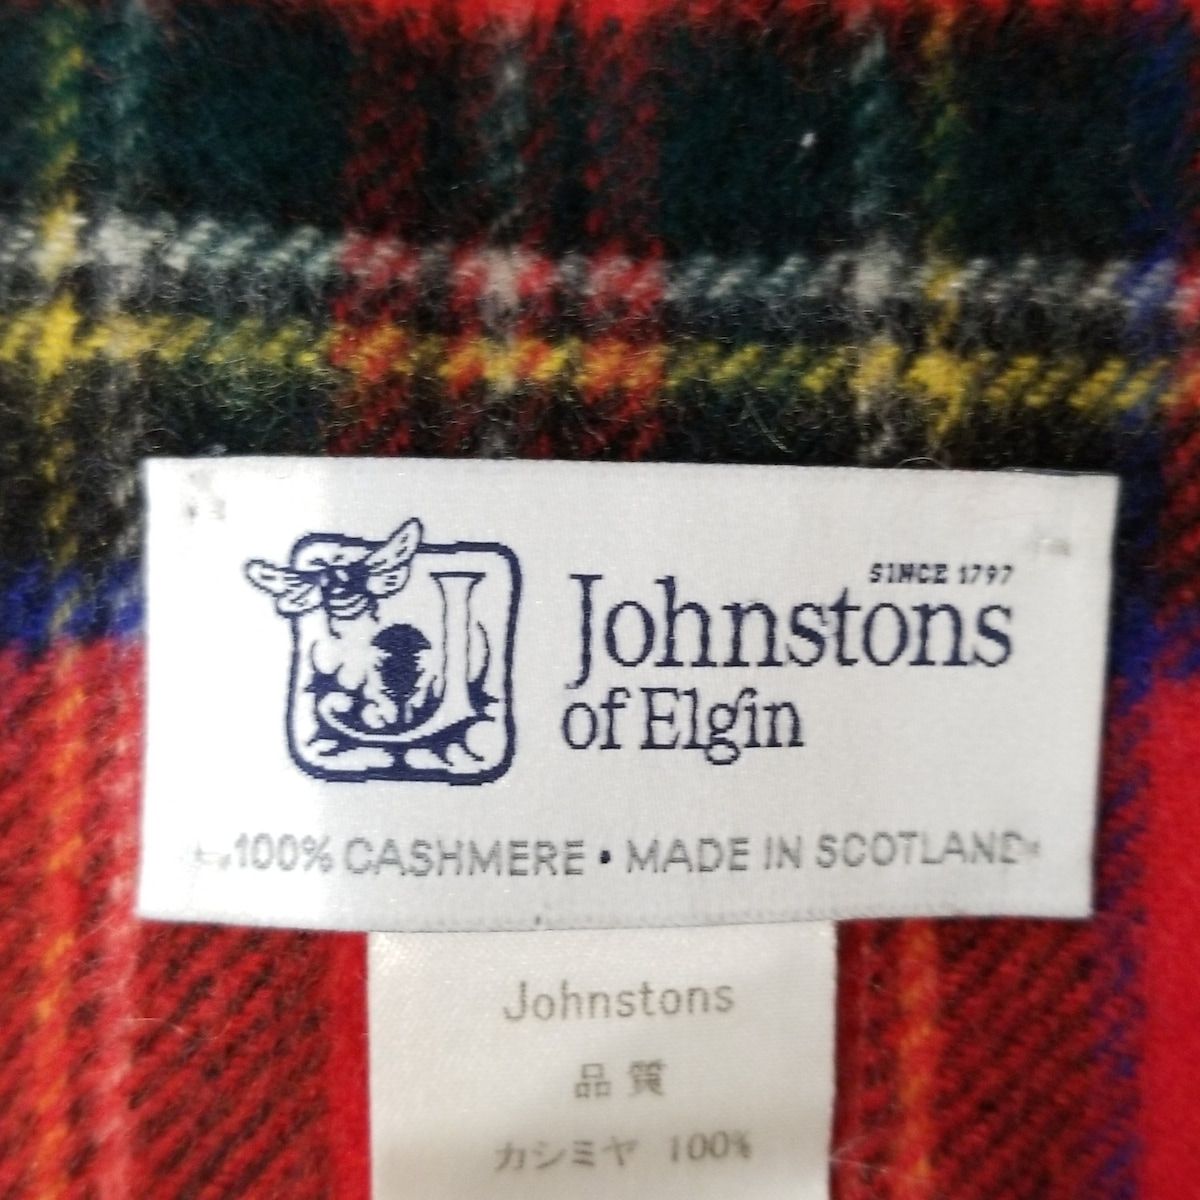 SINCE 1797
Johnstons
of Elgin
100% CASHMERE • MADE IN SCOTLAND
Johnstons
品質
カシミヤ 100%